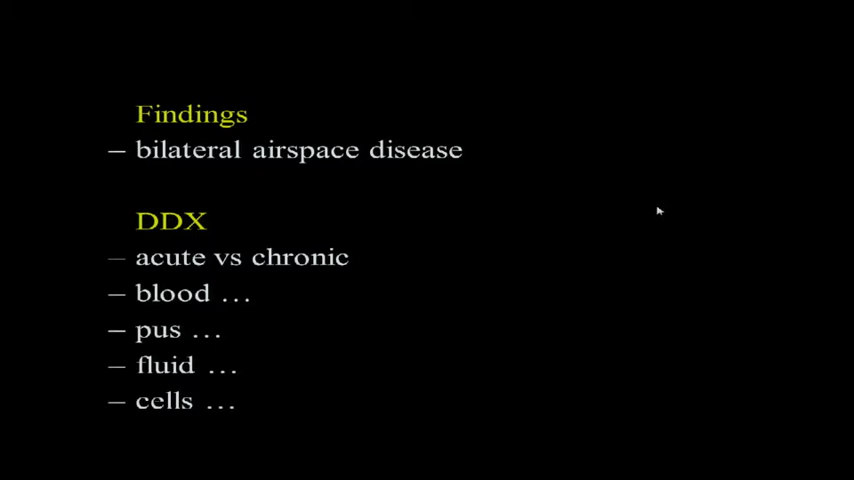 Findings
– bilateral airspace disease
DDX
– acute vs chronic
– blood …
– pus …
– fluid …
– cells …